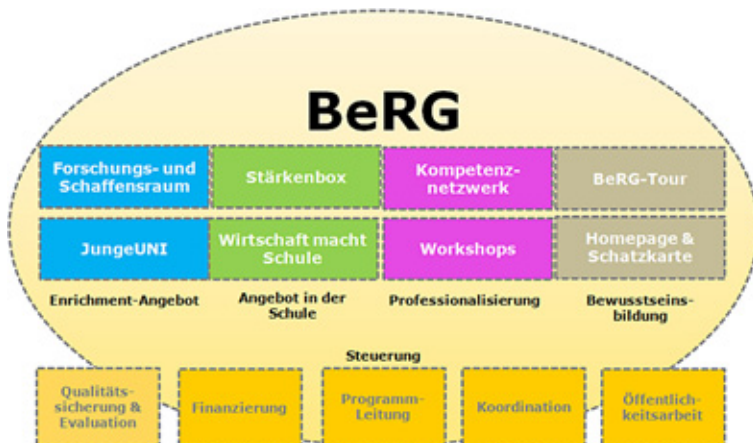 BeRG
Forschungs- und
Schaffensraum
Stärkenbox
Kompetenz-
netzwerk
BeRG-Tour
JungeUNI
Wirtschaft macht
Schule
Workshops
Homepage &
Schatzkarte
Enrichment-Angebot
Angebot in der
Schule
Professionalisierung
Bewusstseins-
bildung
Steuerung
Qualitäts-
sicherung &
Evaluation
Finanzierung
Programm-
Leitung
Koordination
Öffentlich-
keitsarbeit